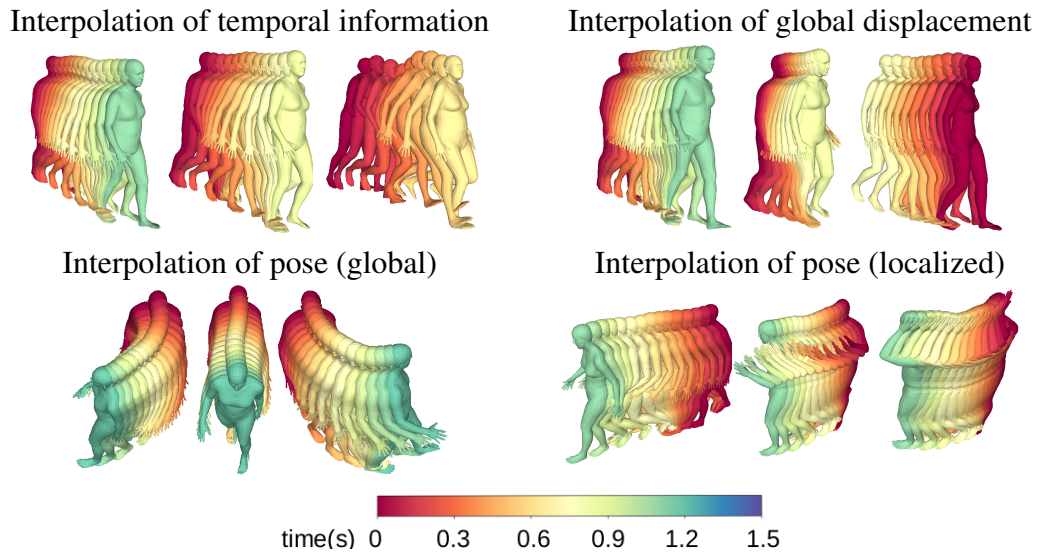 Interpolation of temporal information
Interpolation of global displacement
Interpolation of pose (global)
Interpolation of pose (localized)
time(s) 0 0.3 0.6 0.9 1.2 1.5